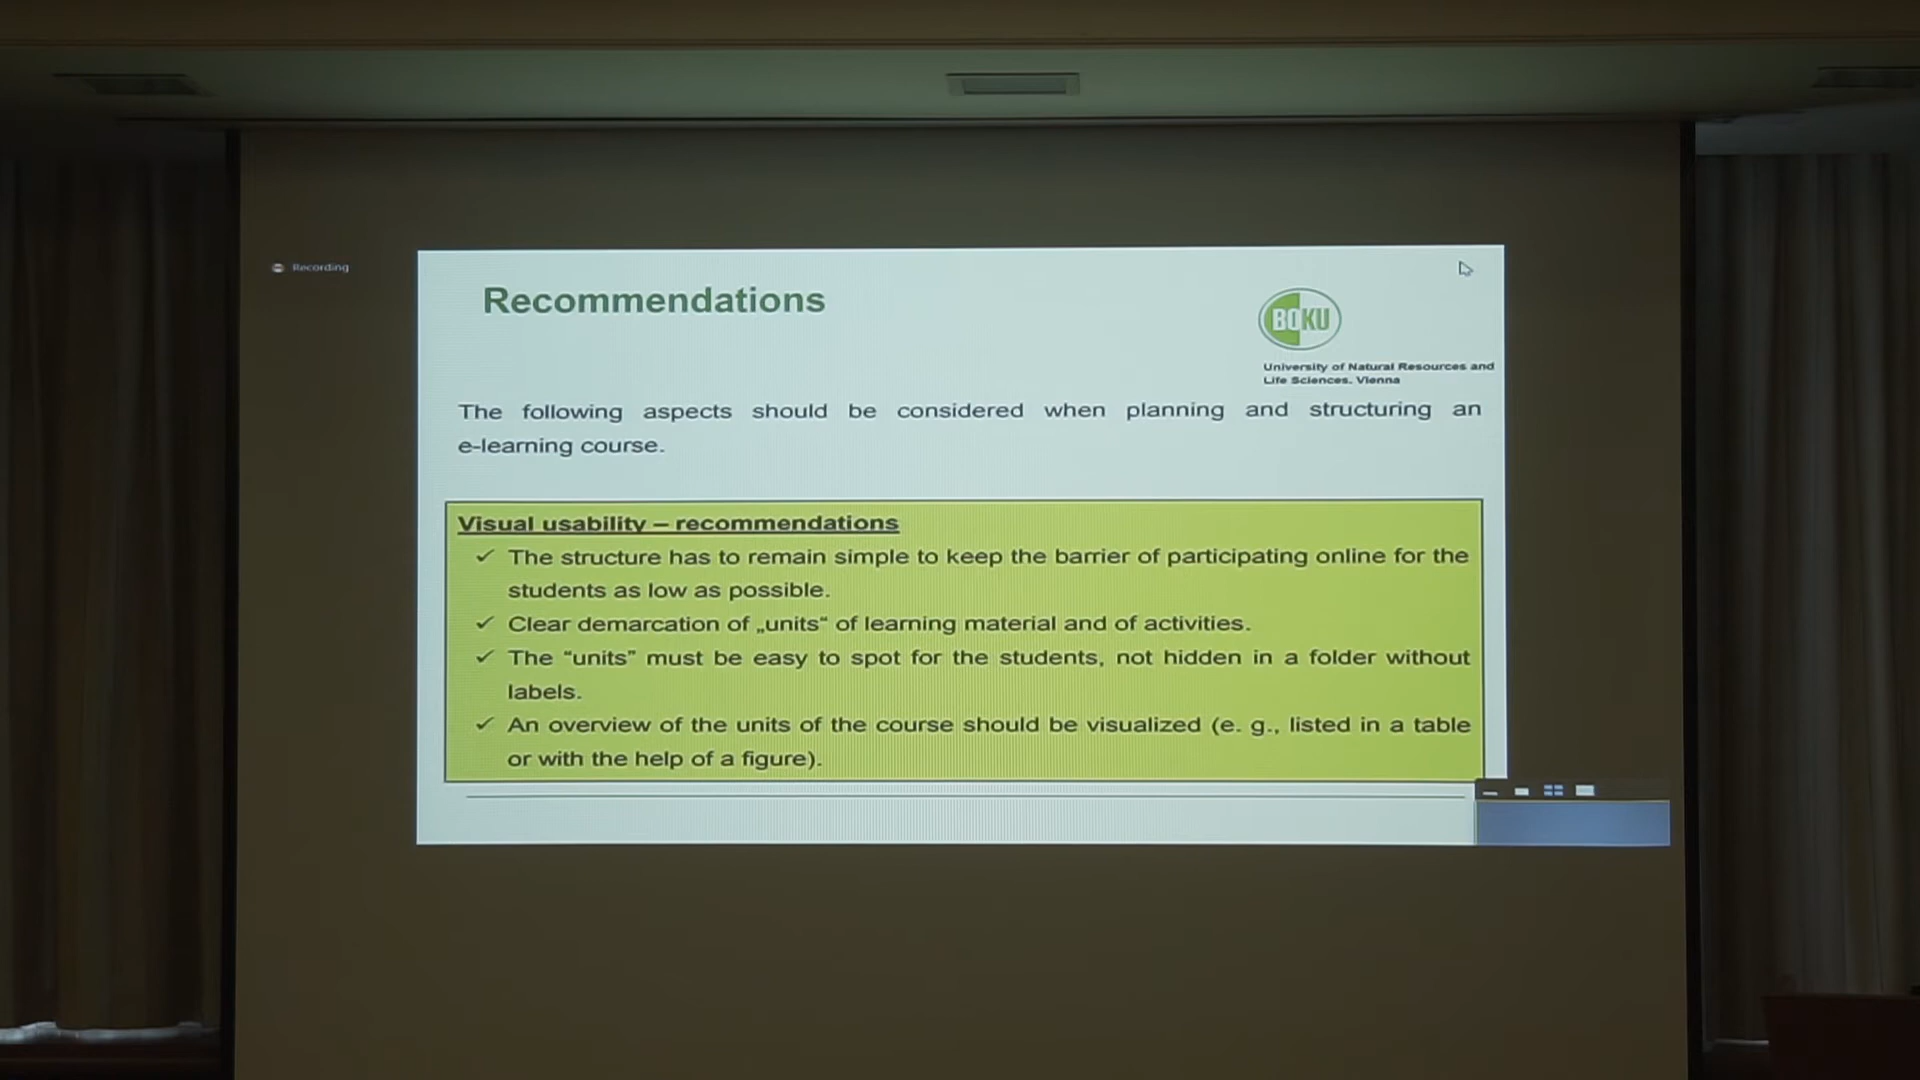 Recording
Recommendations
BOKU
University of Natural Resources and
Life Sciences, Vienna
The following aspects should be considered when planning and structuring an
e-learning course.
Visual usability – recommendations
✓ The structure has to remain simple to keep the barrier of participating online for the
students as low as possible.
✓ Clear demarcation of „units“ of learning material and of activities.
✓ The “units” must be easy to spot for the students, not hidden in a folder without
labels.
✓ An overview of the units of the course should be visualized (e. g., listed in a table
or with the help of a figure).